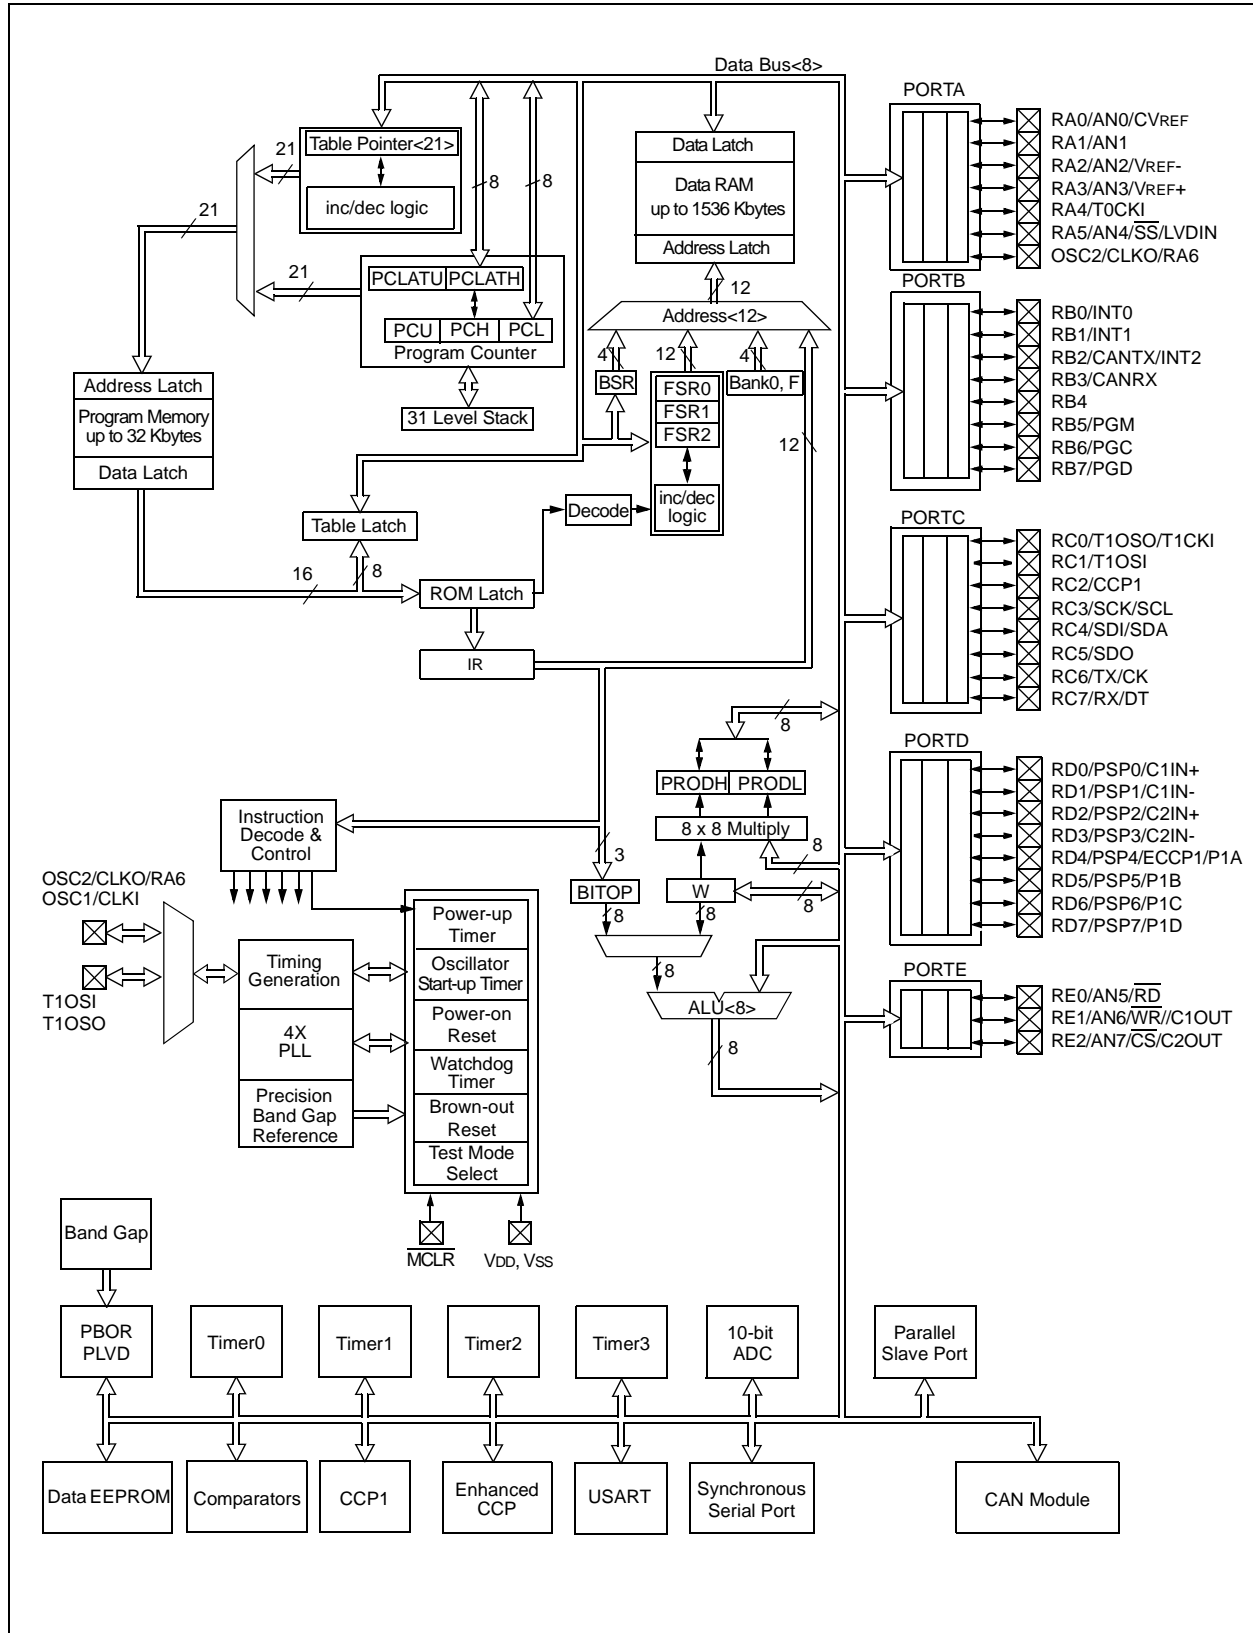 Data Bus<8>
PORTA
RA0/AN0/CVREF
RA1/AN1
RA2/AN2/VREF-
RA3/AN3/VREF+
RA4/T0CKI
RA5/AN4/SS/LVDIN
OSC2/CLKO/RA6
PORTB
RB0/INT0
RB1/INT1
RB2/CANTX/INT2
RB3/CANRX
RB4
RB5/PGM
RB6/PGC
RB7/PGD
PORTC
RC0/T1OSO/T1CKI
RC1/T1OSI
RC2/CCP1
RC3/SCK/SCL
RC4/SDI/SDA
RC5/SDO
RC6/TX/CK
RC7/RX/DT
PORTD
RD0/PSP0/C1IN+
RD1/PSP1/C1IN-
RD2/PSP2/C2IN+
RD3/PSP3/C2IN-
RD4/PSP4/ECCP1/P1A
RD5/PSP5/P1B
RD6/PSP6/P1C
RD7/PSP7/P1D
PORTE
RE0/AN5/RD
RE1/AN6/WR//C1OUT
RE2/AN7/CS/C2OUT
Table Pointer<21>
inc/dec logic
21
21
21
8
8
PCLATU
PCLATH
PCU
PCH
PCL
Program Counter
31 Level Stack
Data Latch
Data RAM
up to 1536 Kbytes
Address Latch
12
Address<12>
4
12
4
BSR
FSR0
FSR1
FSR2
Bank0, F
inc/dec
logic
12
Address Latch
Program Memory
up to 32 Kbytes
Data Latch
Table Latch
Decode
16
8
ROM Latch
IR
8
PRODH
PRODL
8 x 8 Multiply
8
3
BITOP
W
8
8
8
8
ALU<8>
8
Instruction
Decode &
Control
OSC2/CLKO/RA6
OSC1/CLKI
T1OSI
T1OSO
Timing
Generation
4X
PLL
Precision
Band Gap
Reference
Power-up
Timer
Oscillator
Start-up Timer
Power-on
Reset
Watchdog
Timer
Brown-out
Reset
Test Mode
Select
MCLR
VDD, VSS
Band Gap
PBOR
PLVD
Timer0
Timer1
Timer2
Timer3
10-bit
ADC
Parallel
Slave Port
Data EEPROM
Comparators
CCP1
Enhanced
CCP
USART
Synchronous
Serial Port
CAN Module